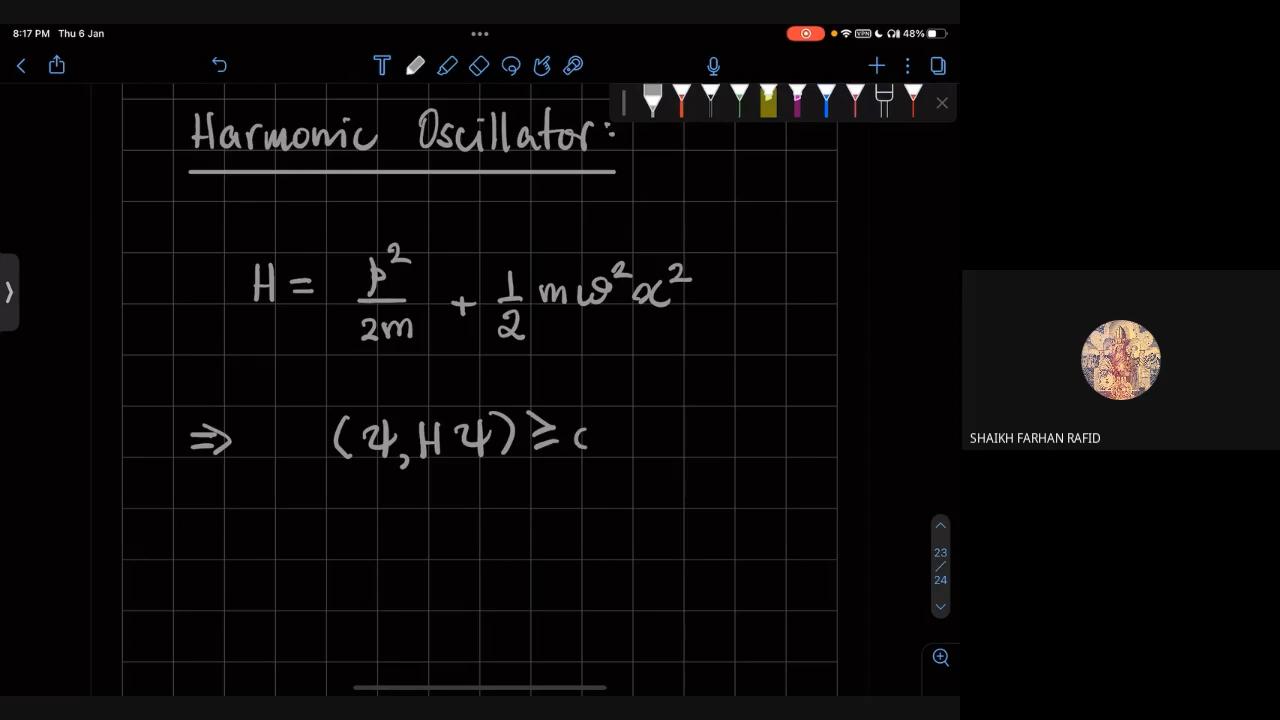 8:17 PM Thu 6 Jan
VPN 48%
Harmonic Oscillator:
H = p²/2m + 1/2 mω²x²
⇒ (Ψ, HΨ) ≥
SHAIKH FARHAN RAFID
23
/
24